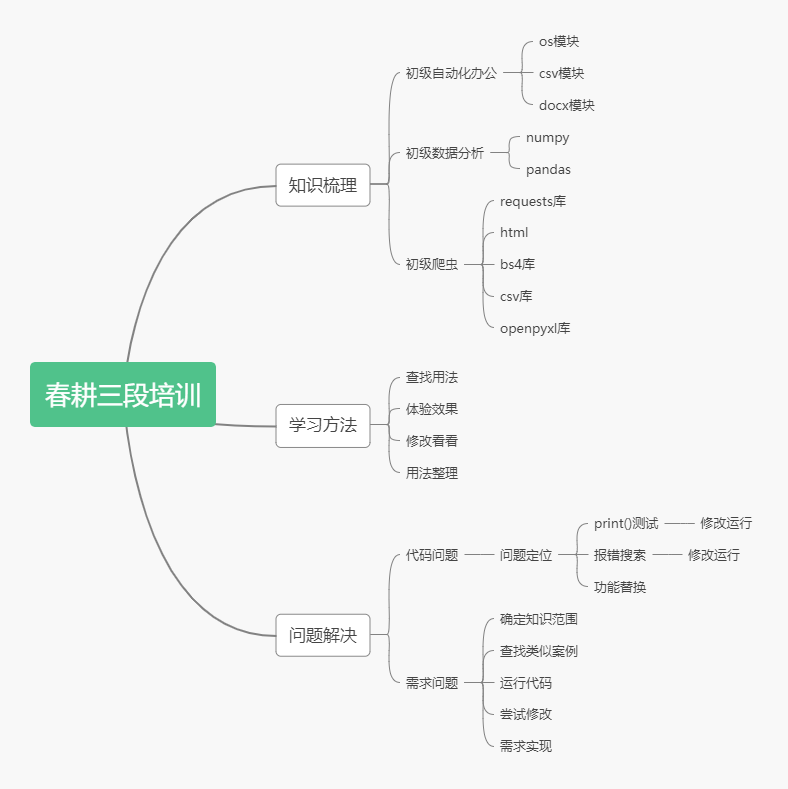 春耕三段培训
知识梳理
初级自动化办公
os模块
csv模块
docx模块
初级数据分析
numpy
pandas
初级爬虫
requests库
html
bs4库
csv库
openpyxl库
学习方法
查找用法
体验效果
修改看看
用法整理
问题解决
代码问题
问题定位
print()测试
修改运行
报错搜索
修改运行
功能替换
需求问题
确定知识范围
查找类似案例
运行代码
尝试修改
需求实现